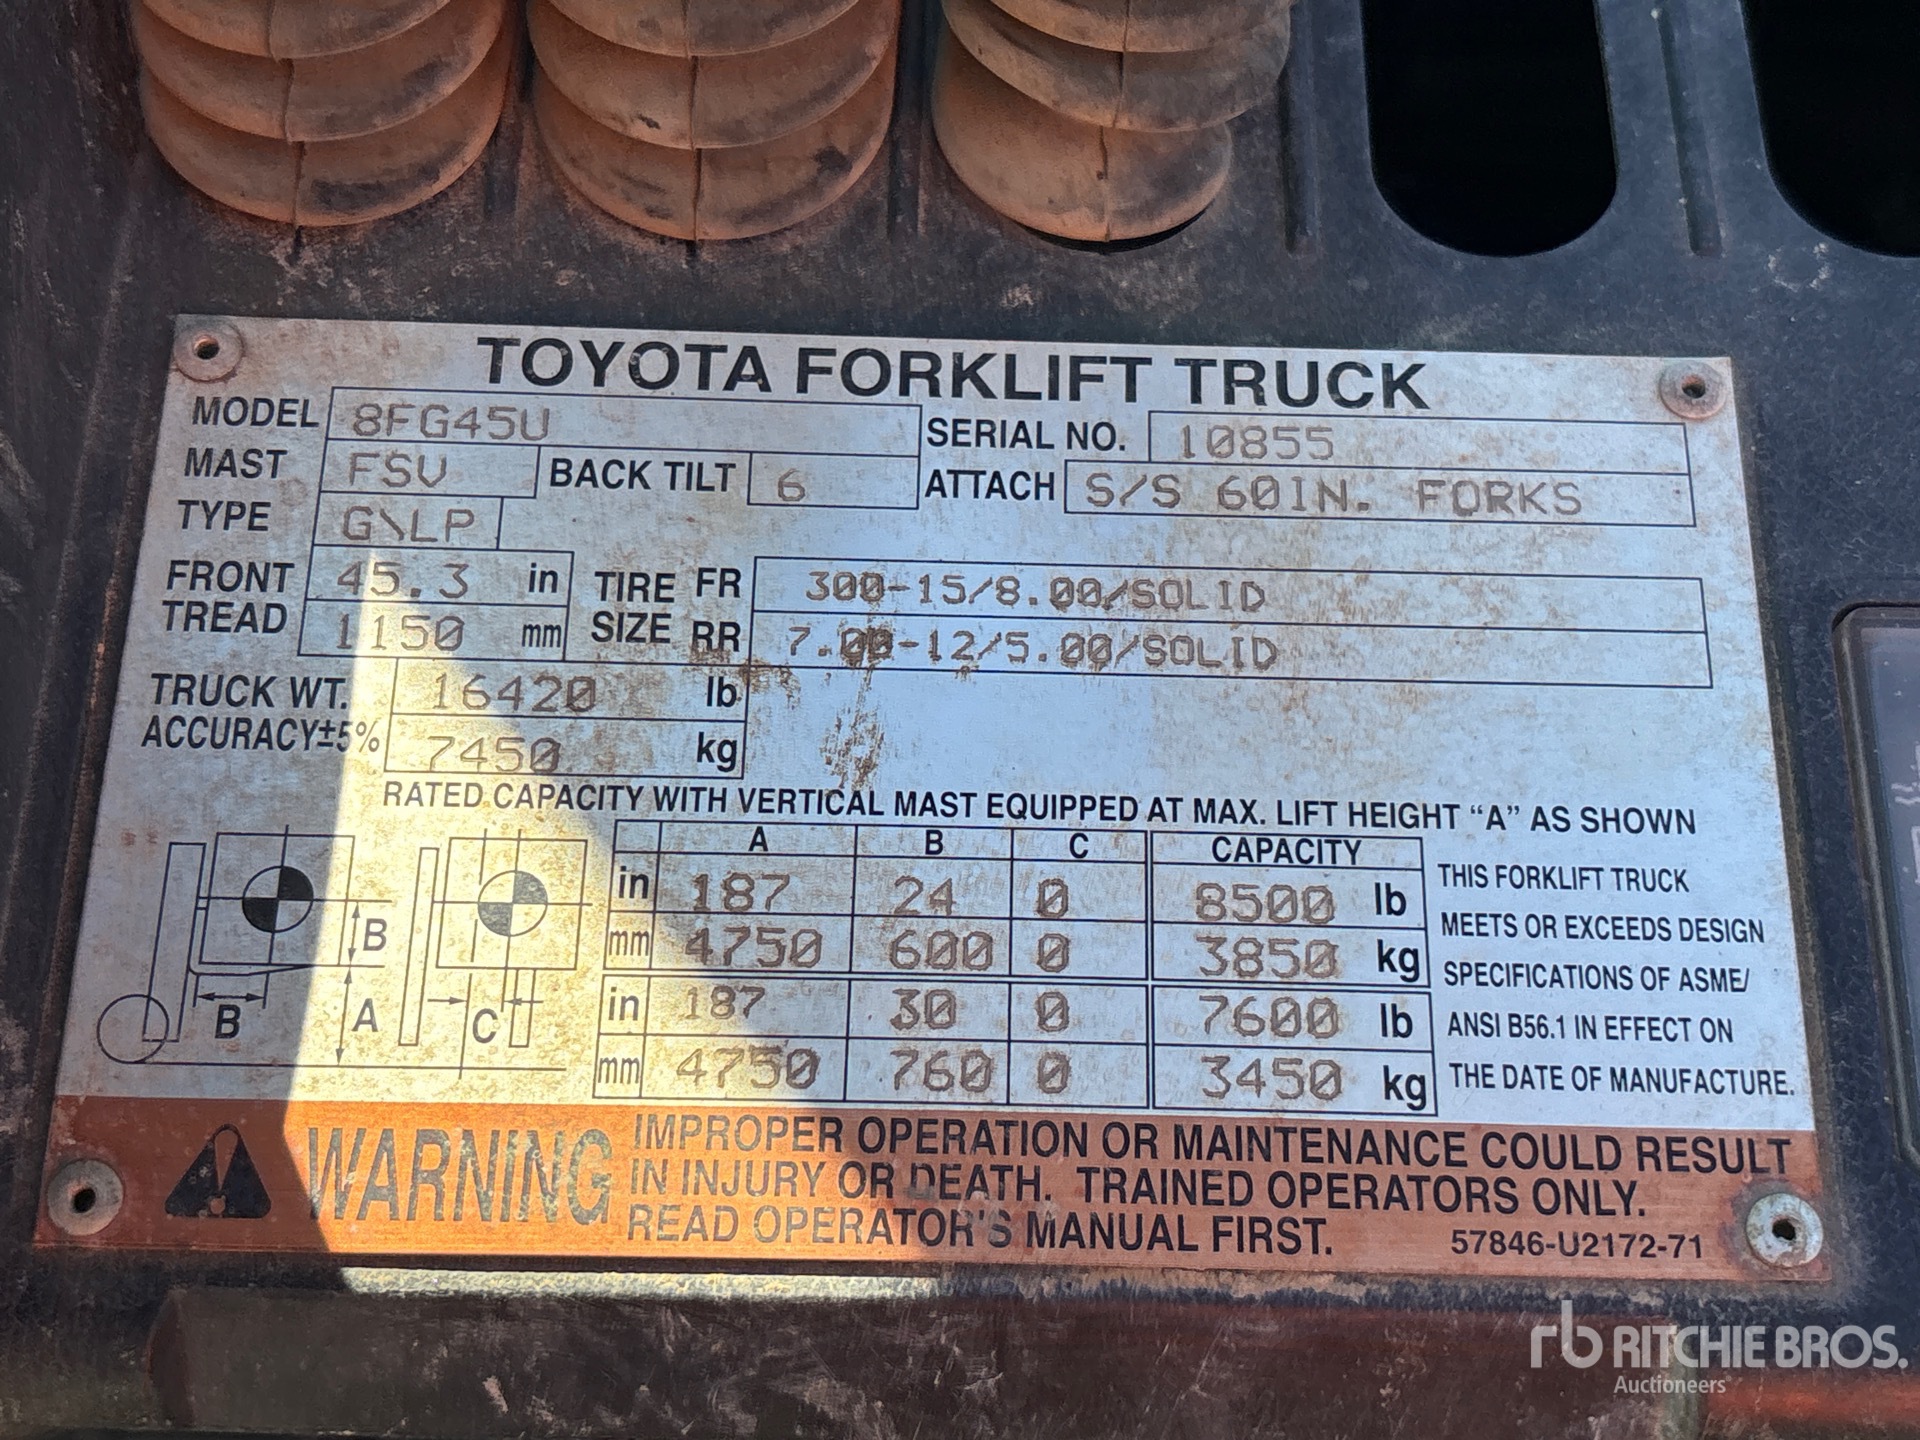 TOYOTA FORKLIFT TRUCK
MODEL 8FG45U SERIAL NO. 10855
MAST FSV BACK TILT 6 ATTACH S/S 60IN. FORKS
TYPE G\LP
FRONT TREAD 45.3 in TIRE SIZE FR 300-15/8.00/SOLID
1150 mm RR 7.00-12/5.00/SOLID
TRUCK WT. 16420 lb
ACCURACY±5% 7450 kg
RATED CAPACITY WITH VERTICAL MAST EQUIPPED AT MAX. LIFT HEIGHT “A” AS SHOWN
A B C CAPACITY
in 187 24 0 8500 lb
mm 4750 600 0 3850 kg
in 187 30 0 7600 lb
mm 4750 760 0 3450 kg
B
B A C
THIS FORKLIFT TRUCK
MEETS OR EXCEEDS DESIGN
SPECIFICATIONS OF ASME/
ANSI B56.1 IN EFFECT ON
THE DATE OF MANUFACTURE.
WARNING
IMPROPER OPERATION OR MAINTENANCE COULD RESULT
IN INJURY OR DEATH. TRAINED OPERATORS ONLY.
READ OPERATOR'S MANUAL FIRST. 57846-U2172-71
rb RITCHIE BROS.
Auctioneers